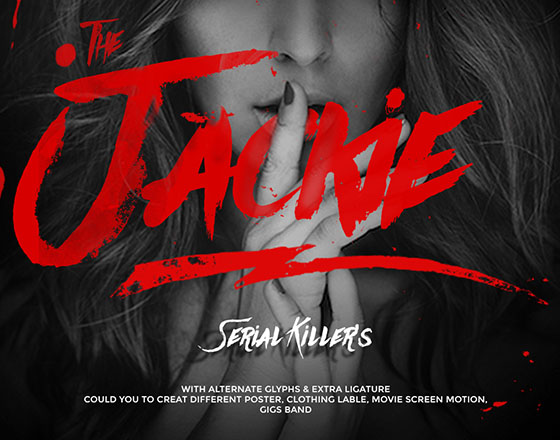 The
Jackie
Serial Killer's
WITH ALTERNATE GLYPHS & EXTRA LIGATURE
COULD YOU TO CREAT DIFFERENT POSTER, CLOTHING LABLE, MOVIE SCREEN MOTION,
GIGS BAND